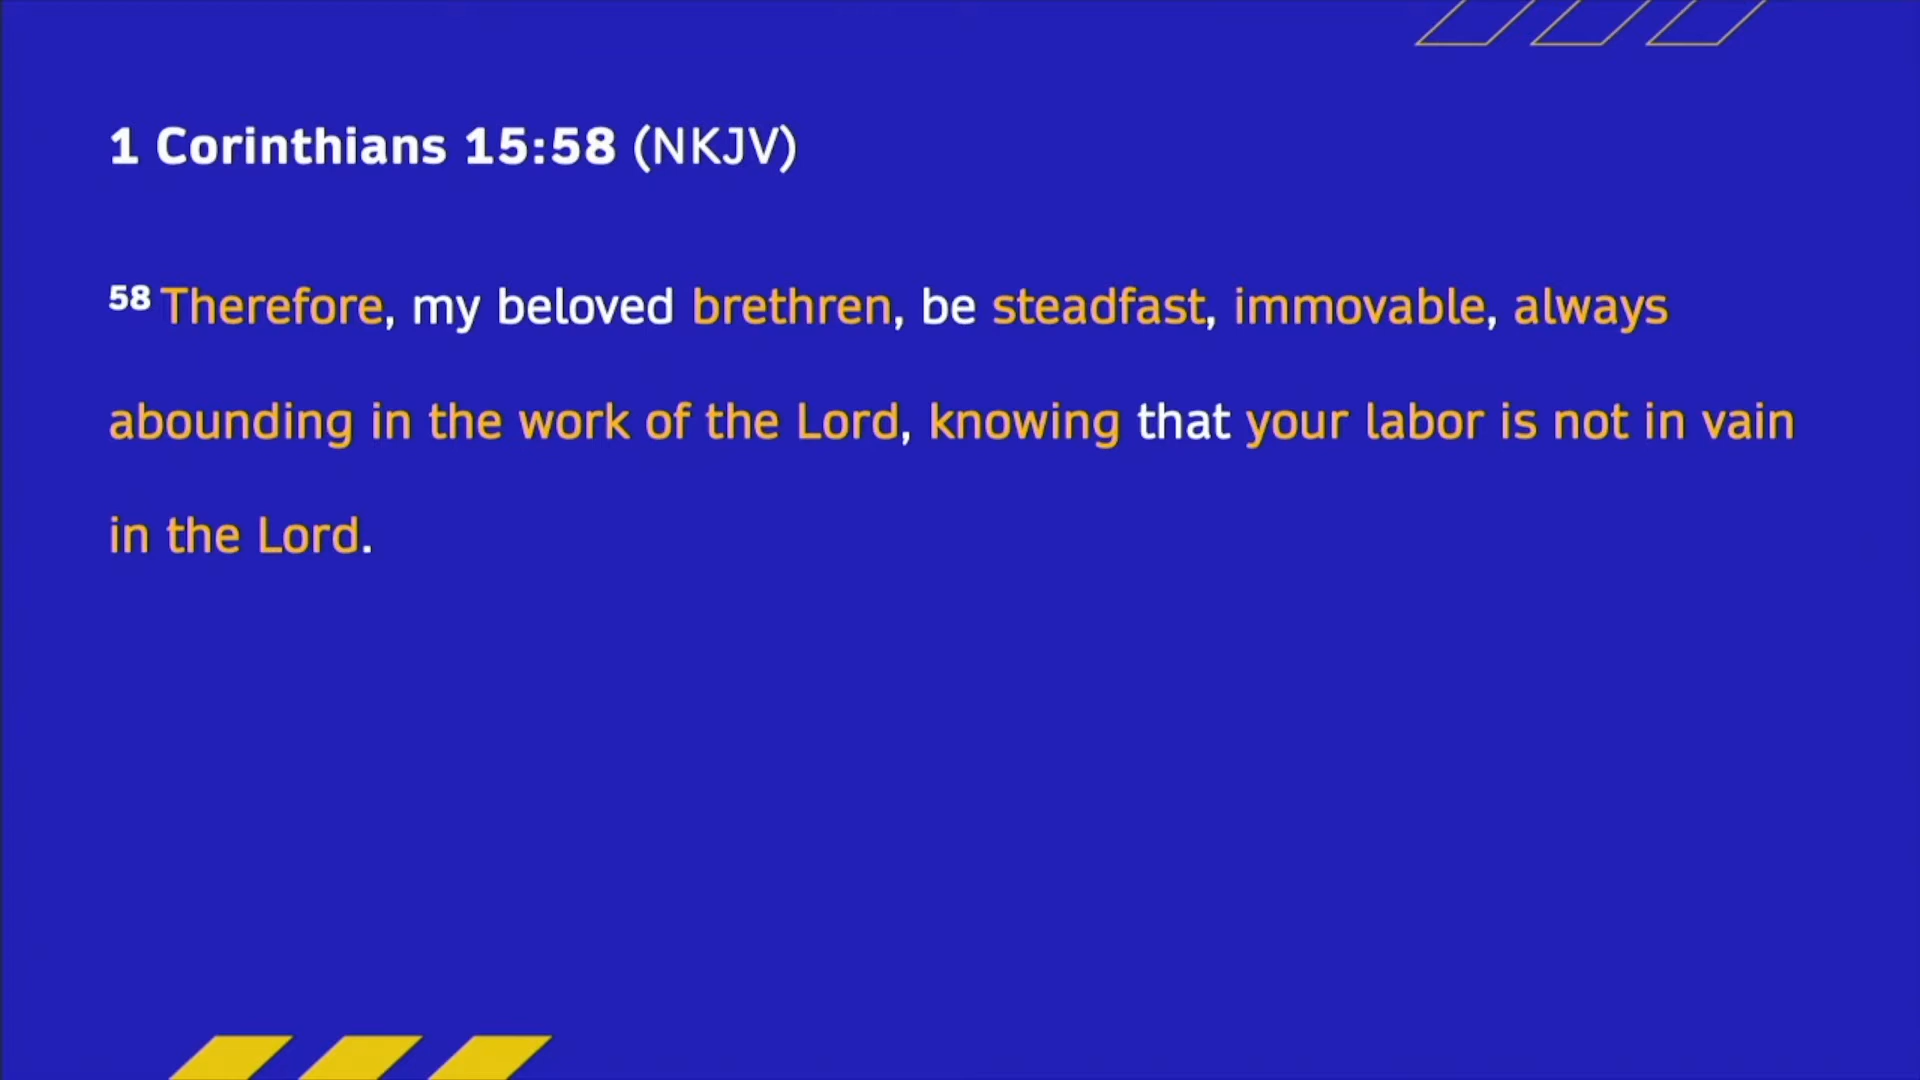 1 Corinthians 15:58 (NKJV)
58 Therefore, my beloved brethren, be steadfast, immovable, always
abounding in the work of the Lord, knowing that your labor is not in vain
in the Lord.